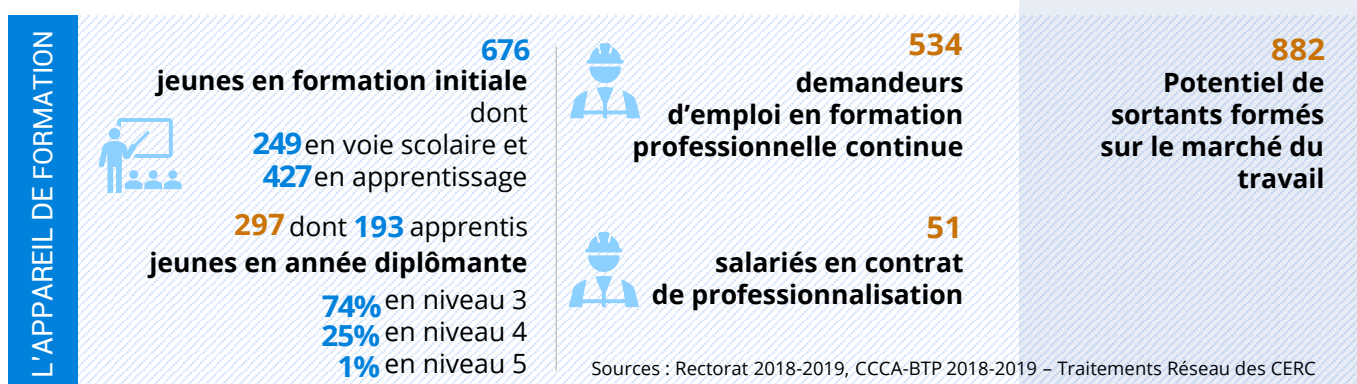 L'APPAREIL DE FORMATION
676
jeunes en formation initiale
dont
249 en voie scolaire et
427 en apprentissage
297 dont 193 apprentis
jeunes en année diplômante
74% en niveau 3
25% en niveau 4
1% en niveau 5
534
demandeurs
d'emploi en formation
professionnelle continue
51
salariés en contrat
de professionnalisation
882
Potentiel de
sortants formés
sur le marché du
travail
Sources : Rectorat 2018-2019, CCCA-BTP 2018-2019 – Traitements Réseau des CERC